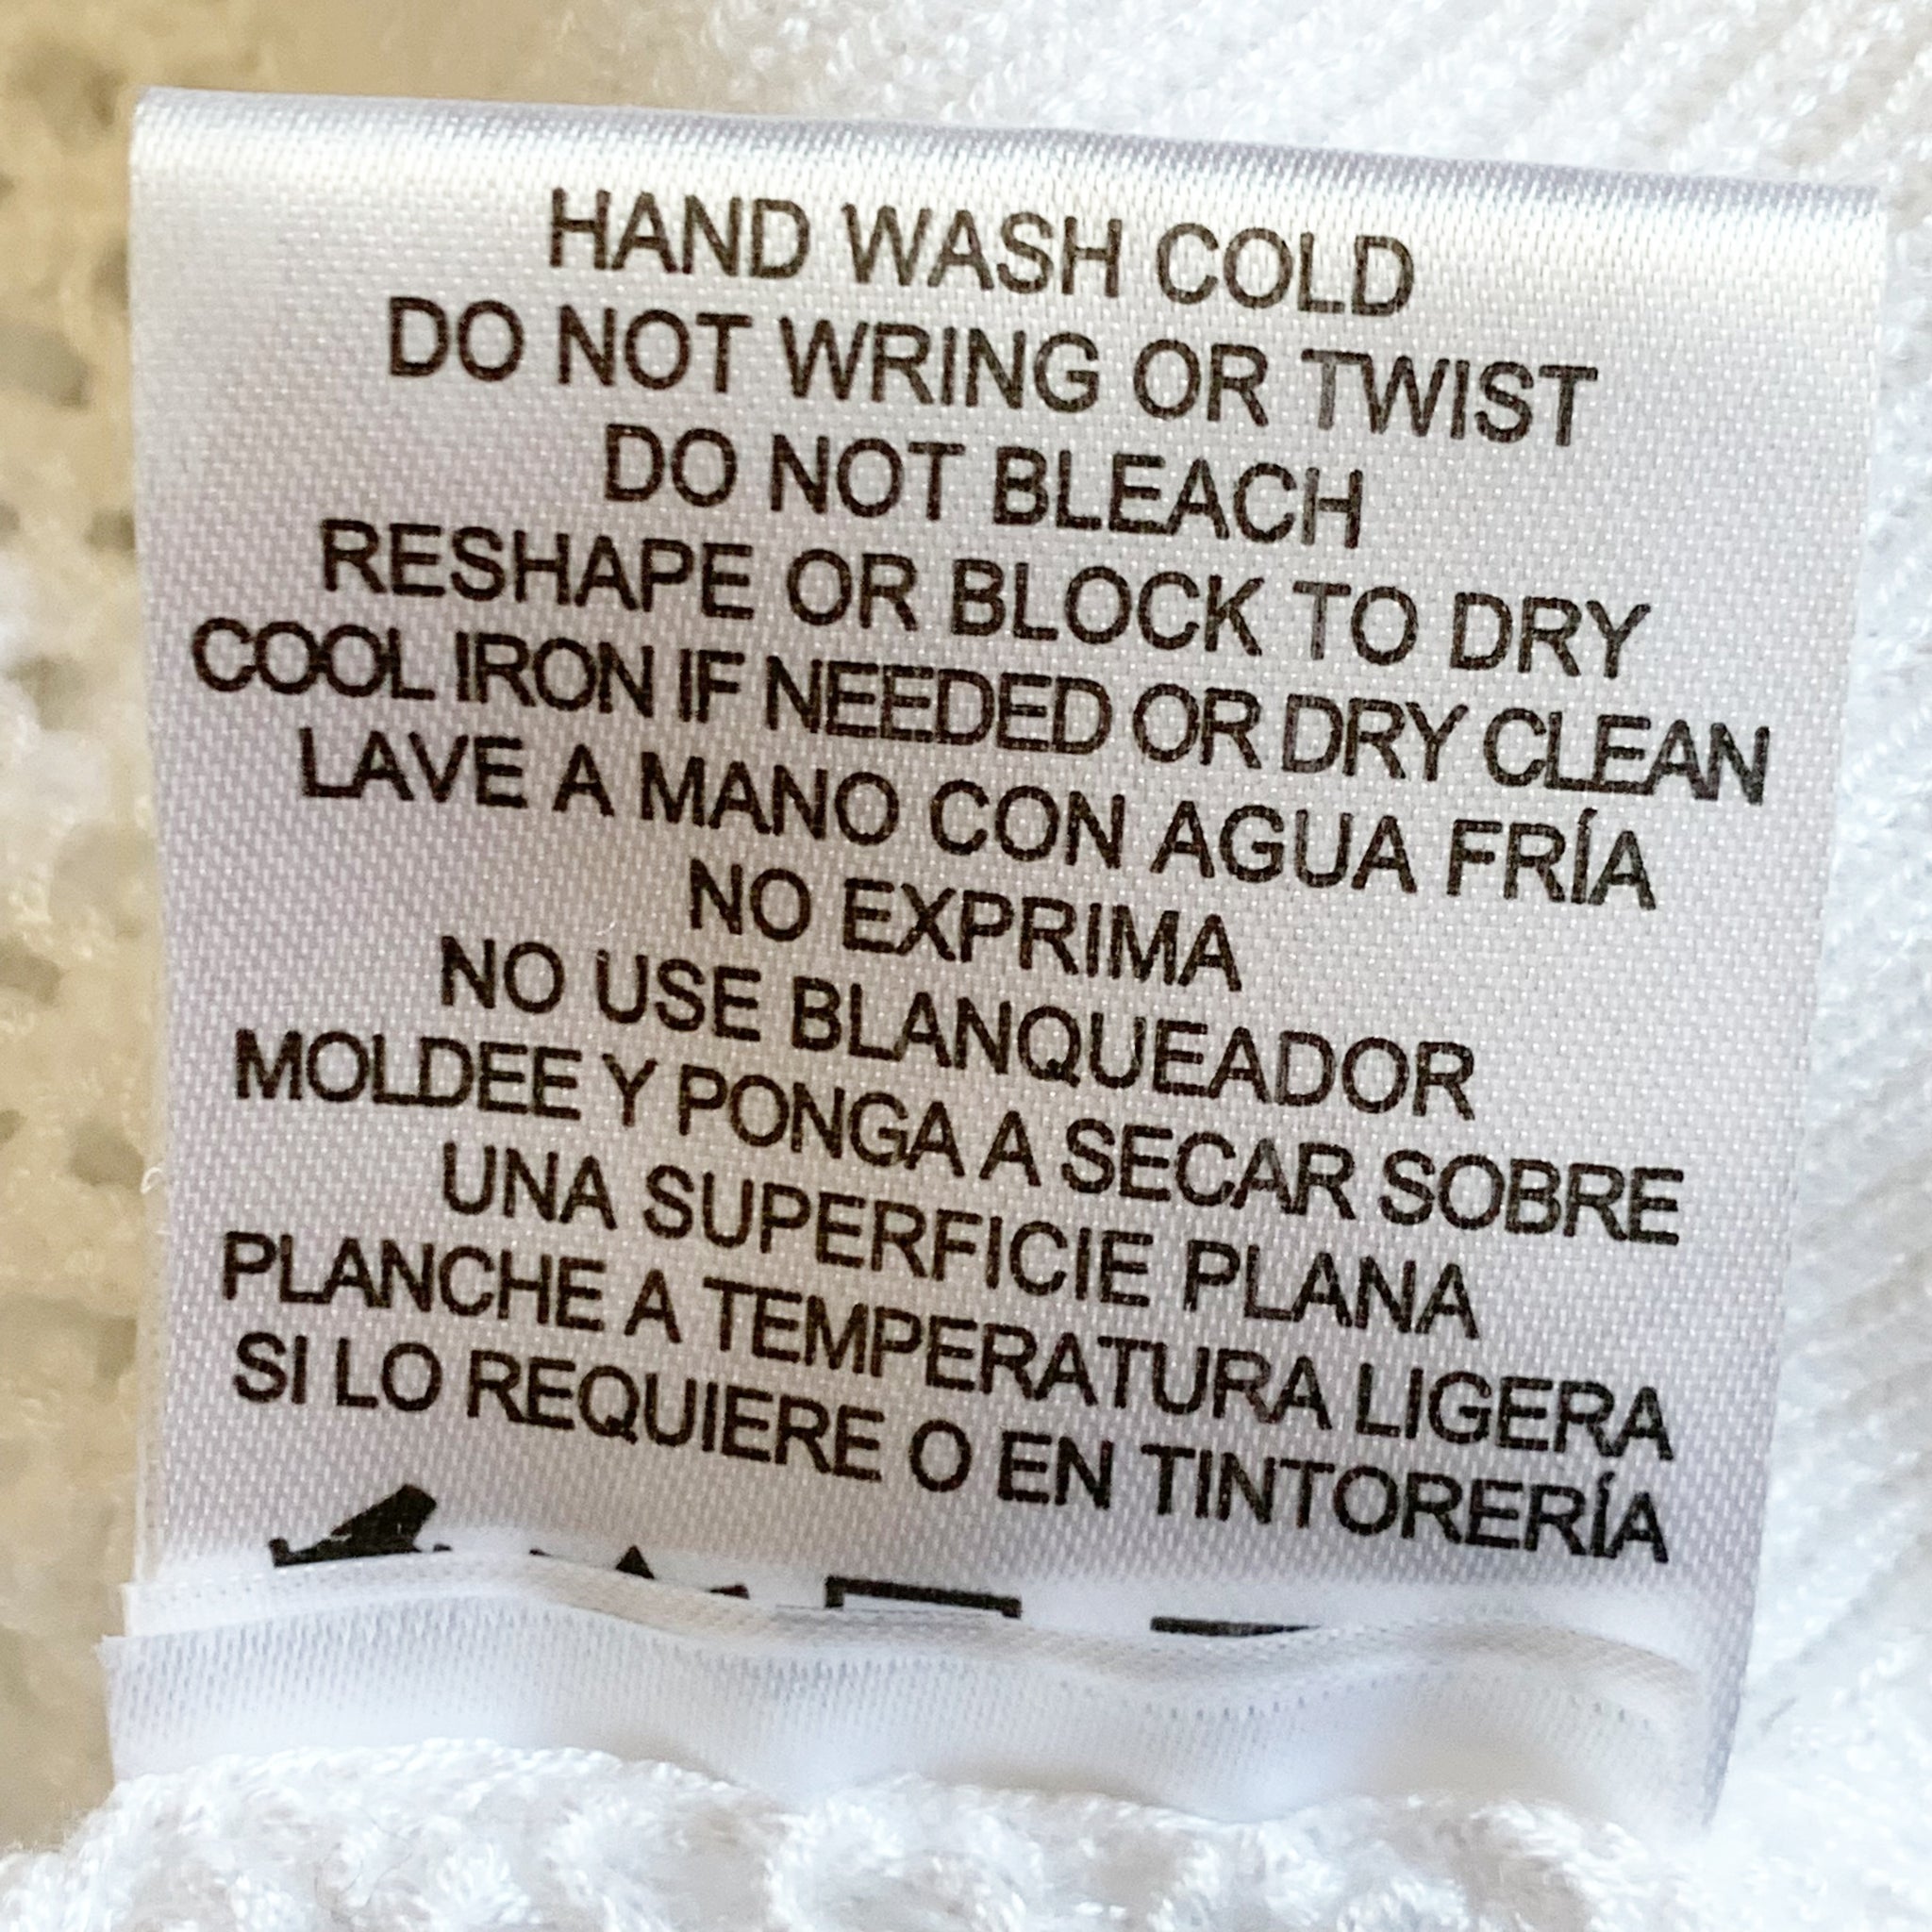 HAND WASH COLD
DO NOT WRING OR TWIST
DO NOT BLEACH
RESHAPE OR BLOCK TO DRY
COOL IRON IF NEEDED OR DRY CLEAN
LAVE A MANO CON AGUA FRÍA
NO EXPRIMA
NO USE BLANQUEADOR
MOLDEE Y PONGA A SECAR SOBRE
UNA SUPERFICIE PLANA
PLANCHE A TEMPERATURA LIGERA
SI LO REQUIERE O EN TINTORERÍA